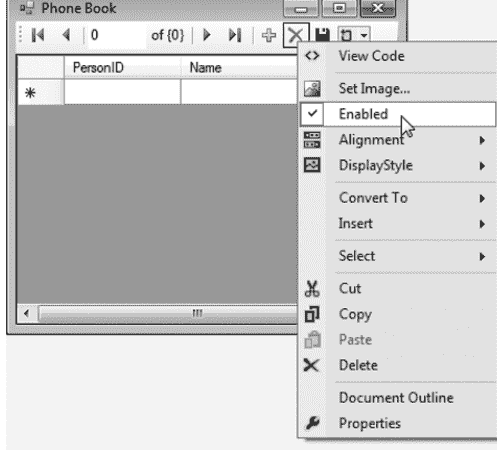 Phone Book
0 of {0}
PersonID Name
View Code
Set Image...
Enabled
Alignment
DisplayStyle
Convert To
Insert
Select
Cut
Copy
Paste
Delete
Document Outline
Properties